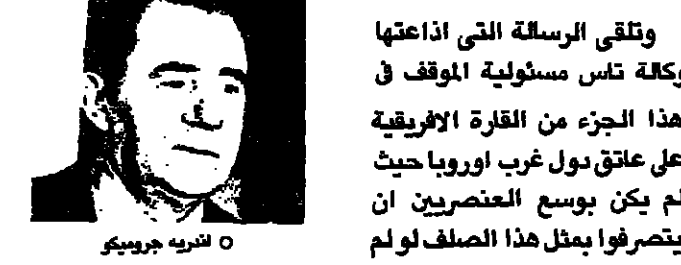 وتلقى الرسالة التى اذاعتها
وكالة تاس مسئولية الموقف فى
هذا الجزء من القارة الافريقية
على عاتق دول غرب اوروبا حيث
لم يكن بوسع العنصريين ان
يتصرفوا بمثل هذا الصلف لو لم
○ اندريه جروميكو